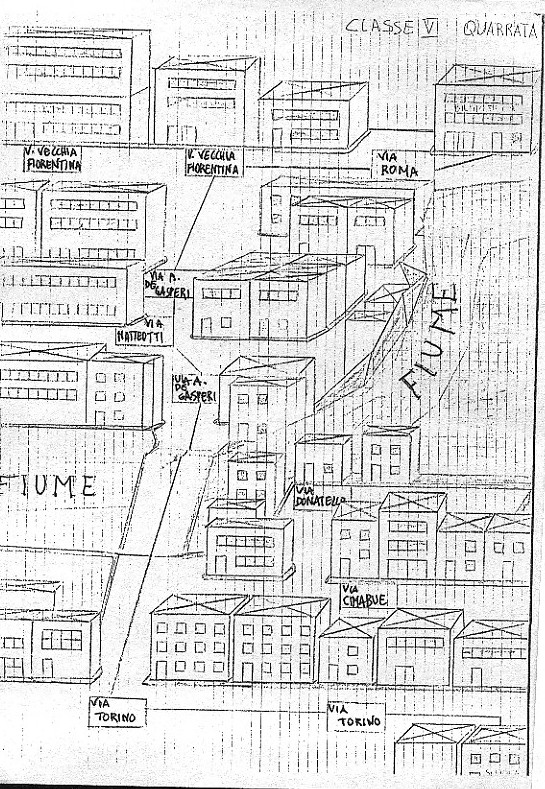 CLASSE V QUARRATA
V. VECCHIA
FIORENTINA
V. VECCHIA
FIORENTINA
VIA
ROMA
VIA A.
DE GASPERI
VIA
MATTEOTTI
VIA A.
DE
GASPERI
FIUME
FIUME
VIA
DONATELLO
VIA
CIMABUE
VIA
TORINO
VIA
TORINO